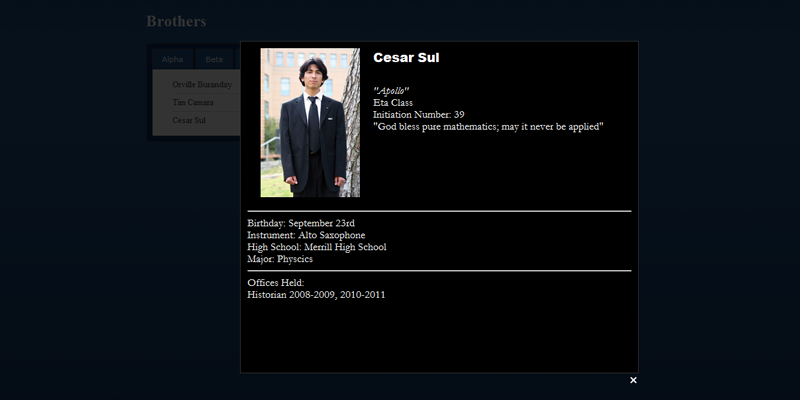 Brothers
Alpha
Beta
Orville Buranday
Tim Camara
Cesar Sul
Cesar Sul
"Apollo"
Eta Class
Initiation Number: 39
"God bless pure mathematics; may it never be applied"
Birthday: September 23rd
Instrument: Alto Saxophone
High School: Merrill High School
Major: Physcics
Offices Held:
Historian 2008-2009, 2010-2011